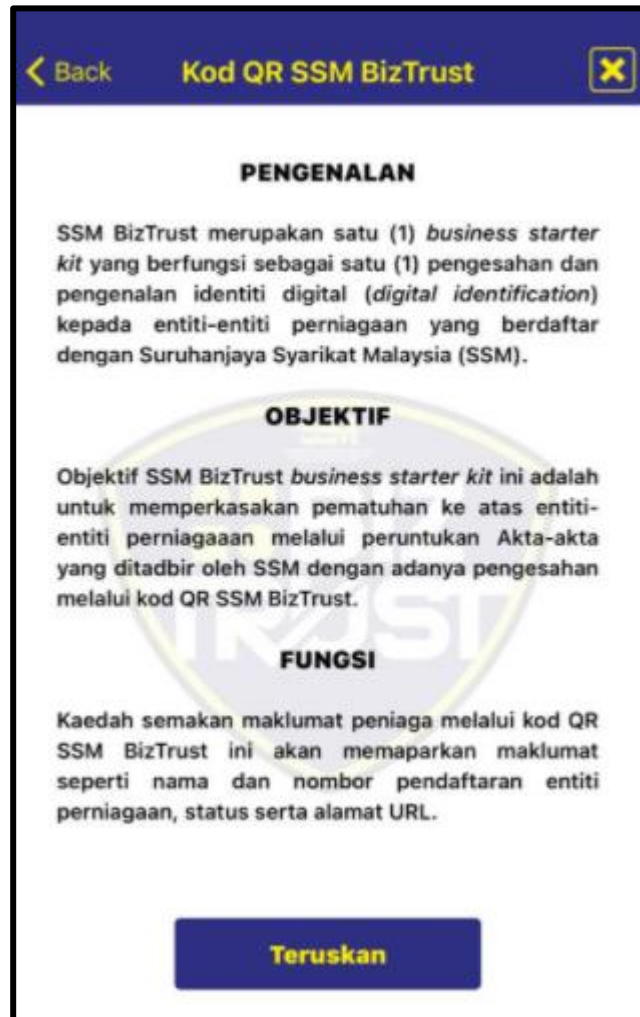 Back Kod QR SSM BizTrust
PENGENALAN
SSM BizTrust merupakan satu (1) business starter
kit yang berfungsi sebagai satu (1) pengesahan dan
pengenalan identiti digital (digital identification)
kepada entiti-entiti perniagaan yang berdaftar
dengan Suruhanjaya Syarikat Malaysia (SSM).
OBJEKTIF
Objektif SSM BizTrust business starter kit ini adalah
untuk memperkasakan pematuhan ke atas entiti-
entiti perniagaaan melalui peruntukan Akta-akta
yang ditadbir oleh SSM dengan adanya pengesahan
melalui kod QR SSM BizTrust.
TRUST
FUNGSI
Kaedah semakan maklumat peniaga melalui kod QR
SSM BizTrust ini akan memaparkan maklumat
seperti nama dan nombor pendaftaran entiti
perniagaan, status serta alamat URL.
Teruskan